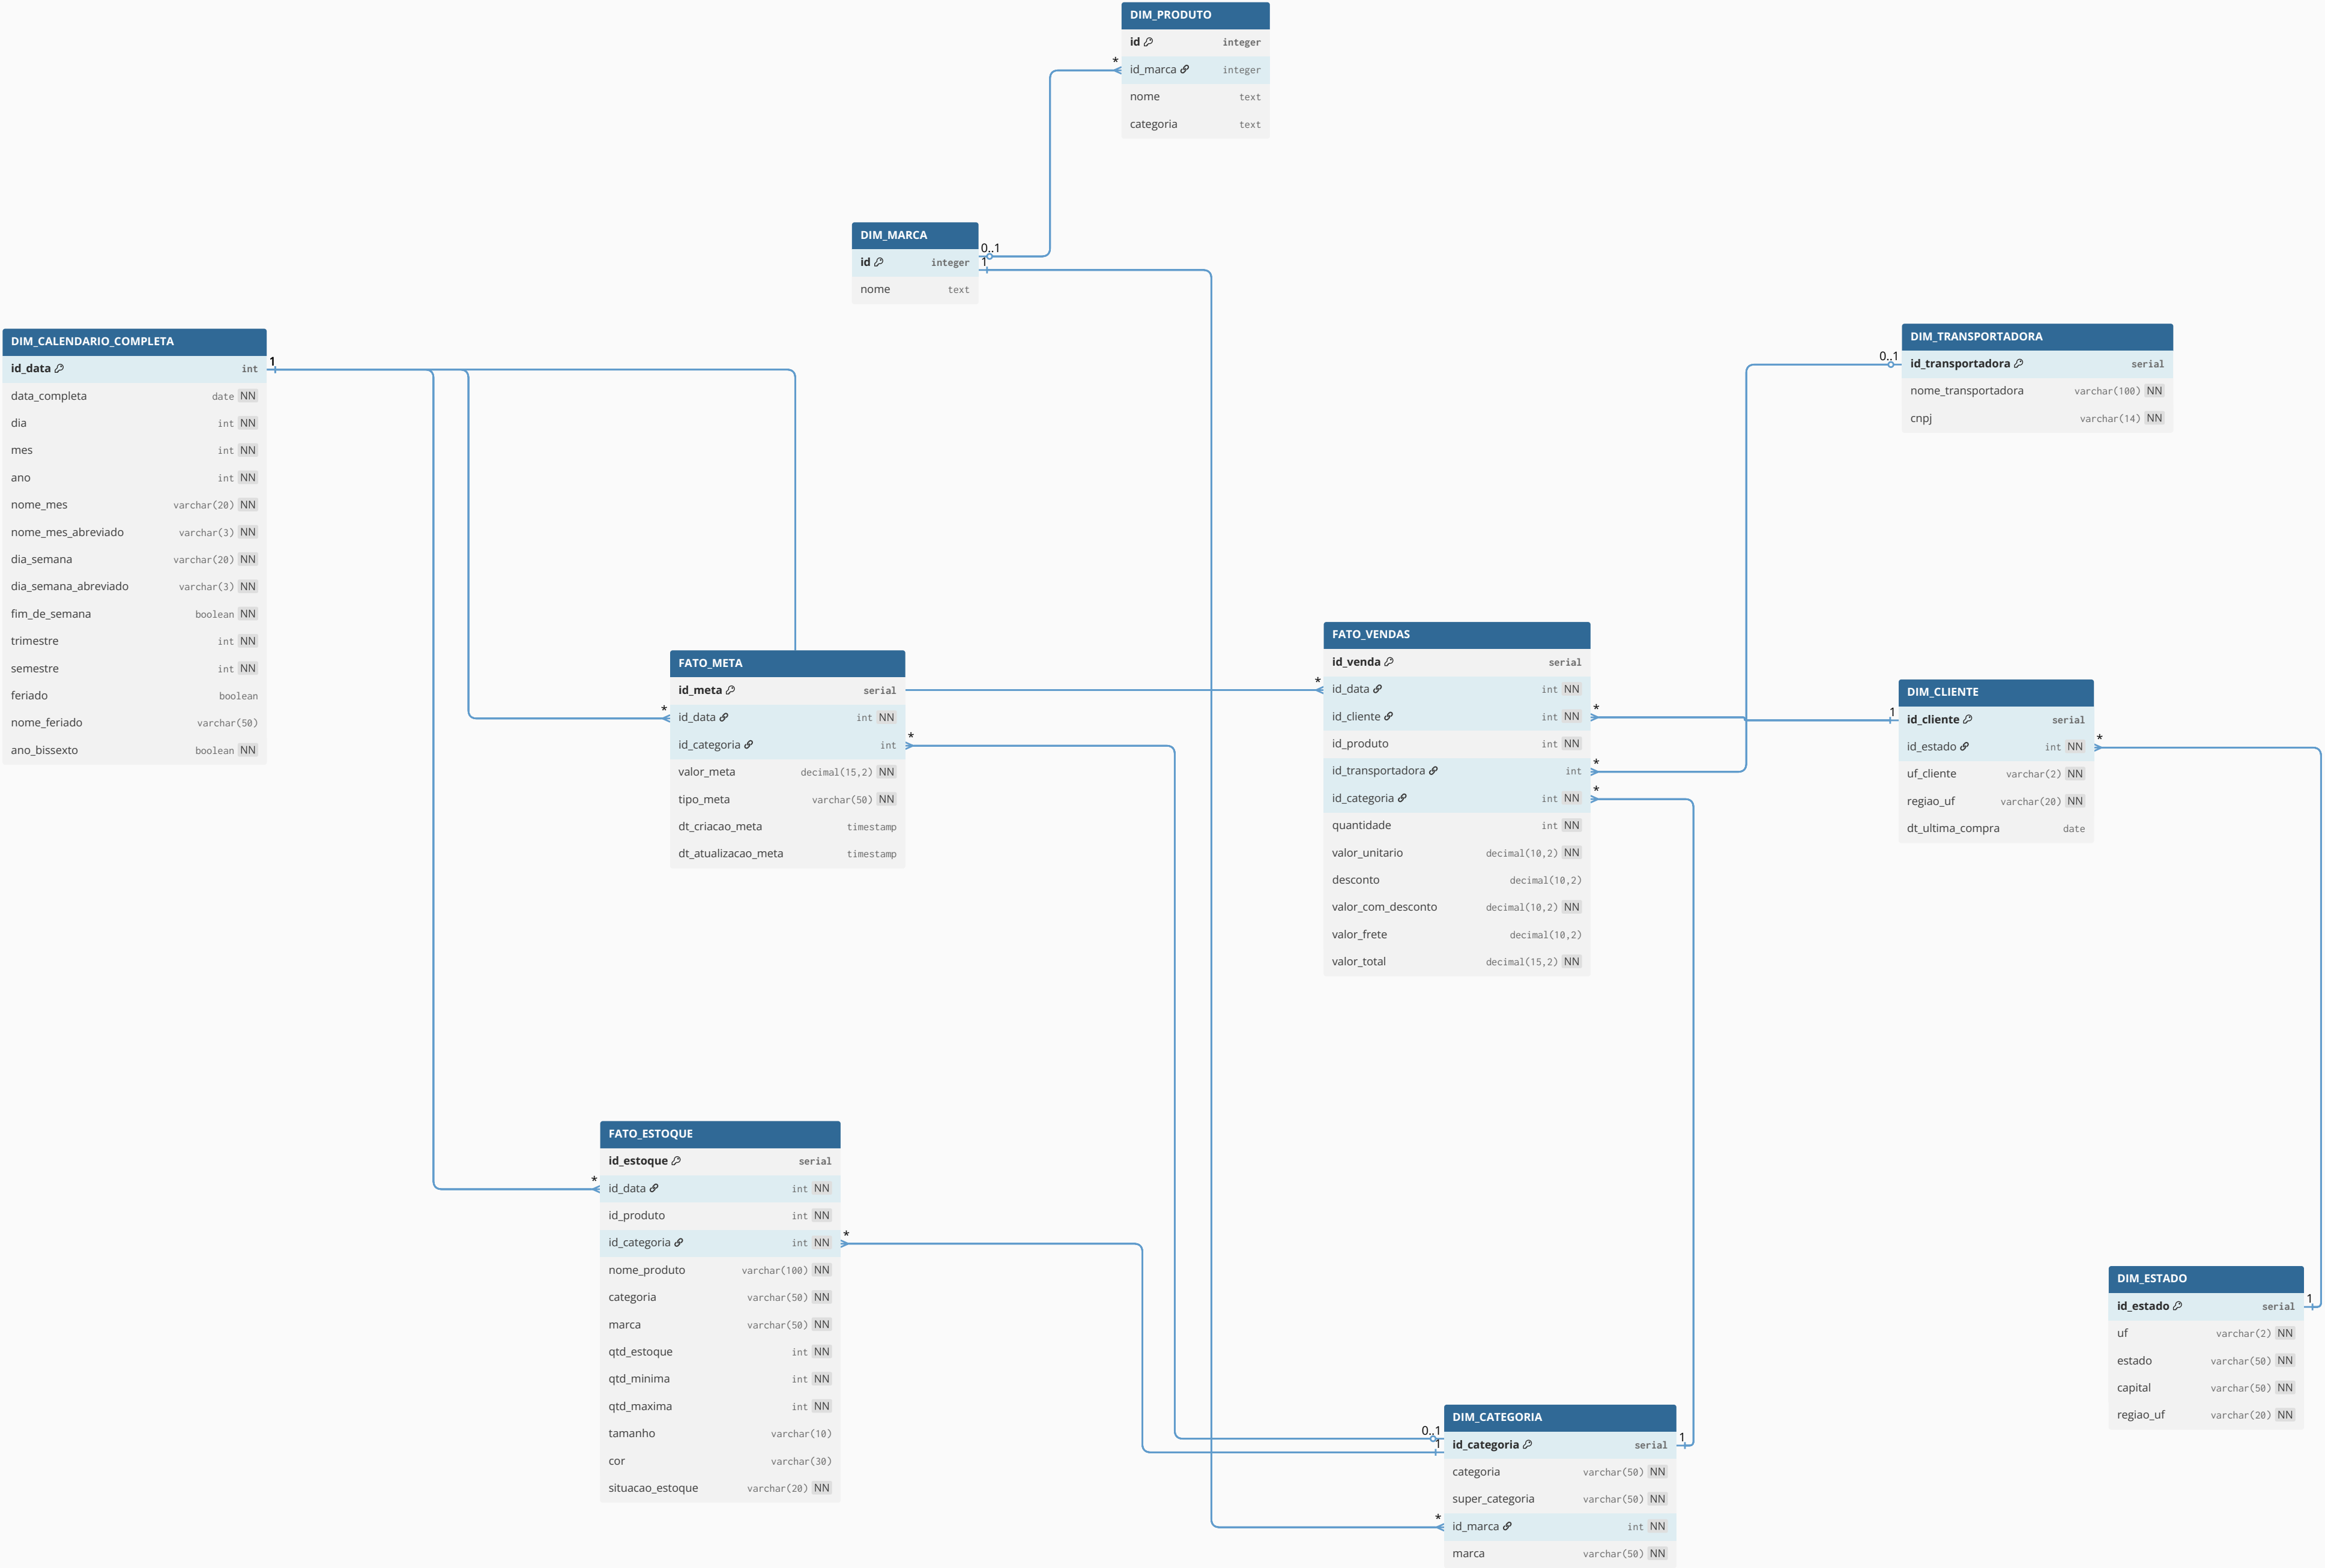 DIM_PRODUTO
id integer
id_marca integer
nome text
categoria text
*
DIM_MARCA
id integer
nome text
0..1
1
DIM_CALENDARIO_COMPLETA
id_data int
data_completa date NN
dia int NN
mes int NN
ano int NN
nome_mes varchar(20) NN
nome_mes_abreviado varchar(3) NN
dia_semana varchar(20) NN
dia_semana_abreviado varchar(3) NN
fim_de_semana boolean NN
trimestre int NN
semestre int NN
feriado boolean
nome_feriado varchar(50)
ano_bissexto boolean NN
1
DIM_TRANSPORTADORA
id_transportadora serial
nome_transportadora varchar(100) NN
cnpj varchar(14) NN
0..1
FATO_META
id_meta serial
id_data int NN
id_categoria int
valor_meta decimal(15,2) NN
tipo_meta varchar(50) NN
dt_criacao_meta timestamp
dt_atualizacao_meta timestamp
*
*
FATO_VENDAS
id_venda serial
id_data int NN
id_cliente int NN
id_produto int NN
id_transportadora int
id_categoria int NN
quantidade int NN
valor_unitario decimal(10,2) NN
desconto decimal(10,2)
valor_com_desconto decimal(10,2) NN
valor_frete decimal(10,2)
valor_total decimal(15,2) NN
*
*
*
*
DIM_CLIENTE
id_cliente serial
id_estado int NN
uf_cliente varchar(2) NN
regiao_uf varchar(20) NN
dt_ultima_compra date
1
*
FATO_ESTOQUE
id_estoque serial
id_data int NN
id_produto int NN
id_categoria int NN
nome_produto varchar(100) NN
categoria varchar(50) NN
marca varchar(50) NN
qtd_estoque int NN
qtd_minima int NN
qtd_maxima int NN
tamanho varchar(10)
cor varchar(30)
situacao_estoque varchar(20) NN
*
*
DIM_ESTADO
id_estado serial
uf varchar(2) NN
estado varchar(50) NN
capital varchar(50) NN
regiao_uf varchar(20) NN
1
DIM_CATEGORIA
id_categoria serial
categoria varchar(50) NN
super_categoria varchar(50) NN
id_marca int NN
marca varchar(50) NN
0..1
1
1
*